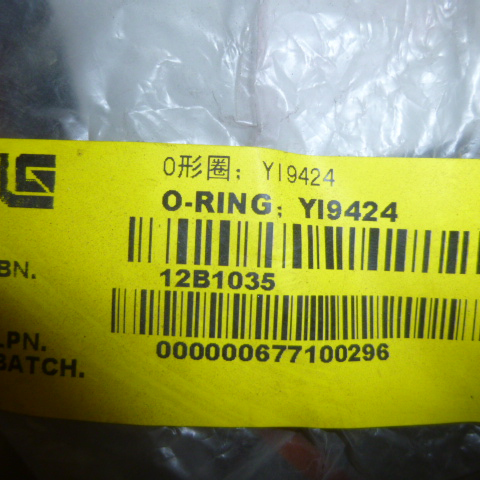 O形圈; YI9424
O-RING; YI9424
BN. 12B1035
.PN.
BATCH. 000000677100296